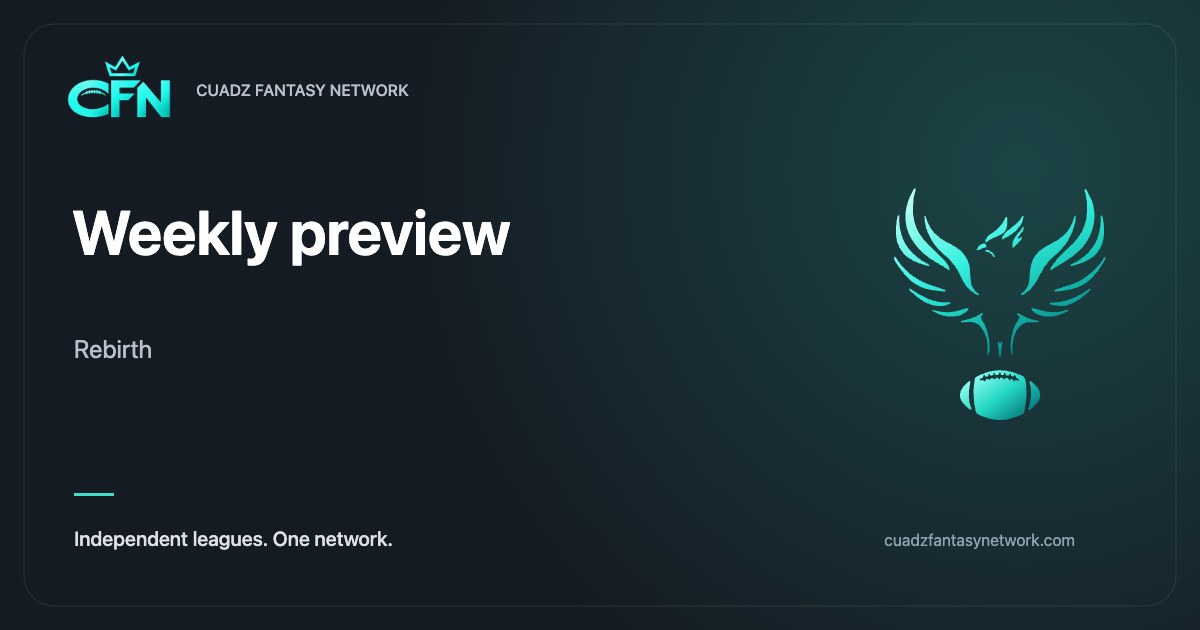 CFN
CUADZ FANTASY NETWORK
Weekly preview
Rebirth
Independent leagues. One network.
cuadzfantasynetwork.com